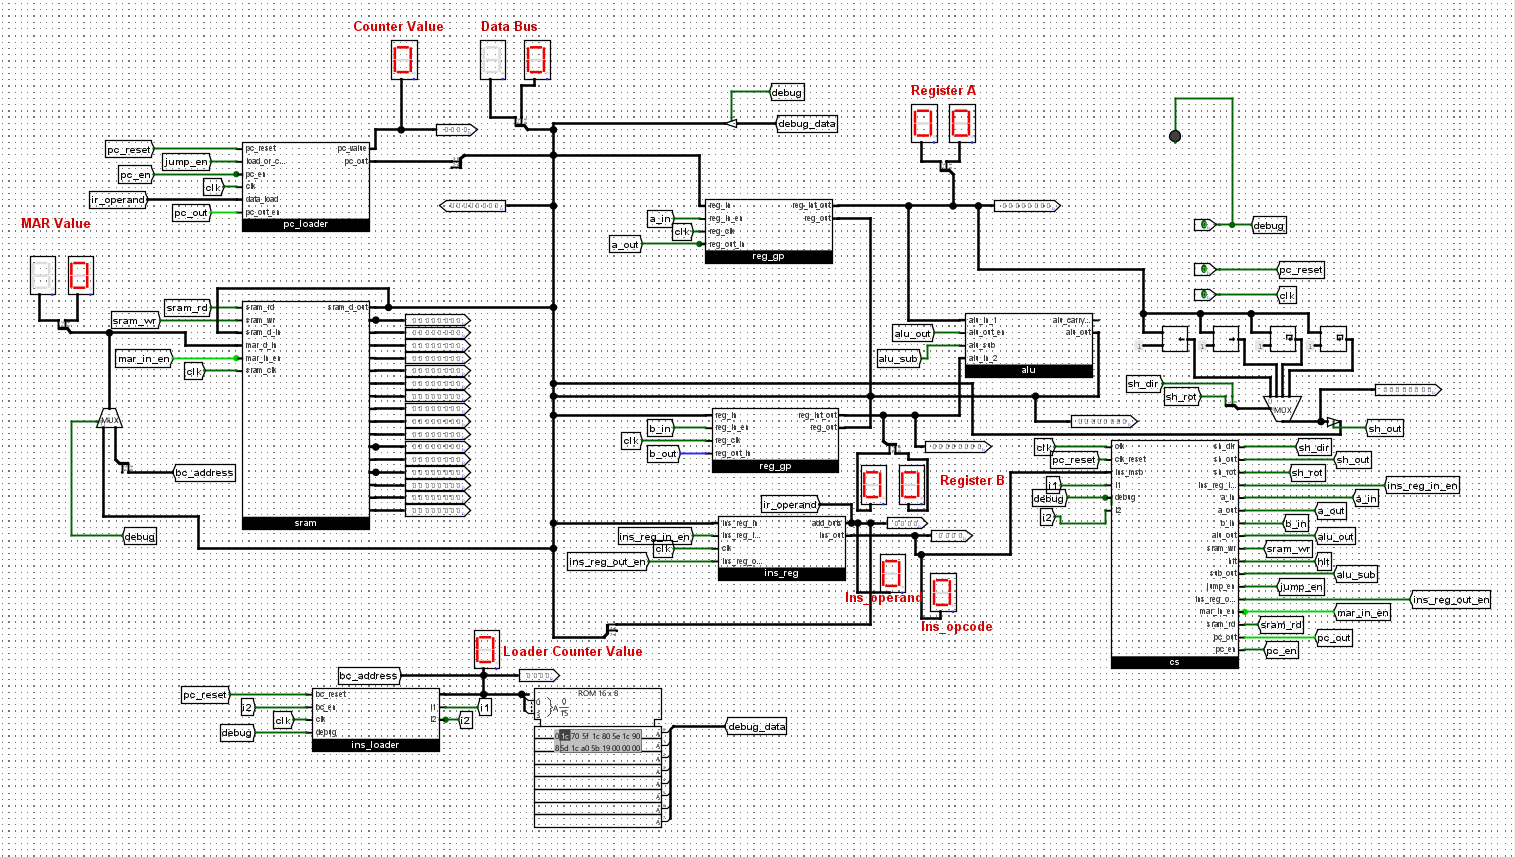 Counter Value
Data Bus
debug
debug_data
Register A
pc_reset
jump_en
pc_en
clk
ir_operand
pc_out
pc_reset
pc_value
load_or_c...
pc_out
pc_en
clk
data_load
pc_out_en
pc_loader
MAR Value
a_in
clk
a_out
reg_in
reg_int_out
reg_in_en
reg_out
reg_clk
reg_out_in
reg_gp
debug
pc_reset
clk
sram_rd
sram_wr
mar_in_en
clk
sram_rd
sram_d_out
sram_wr
sram_d_in
mar_d_in
mar_in_en
sram_clk
sram
alu_out
alu_sub
alu_in_1
alu_carry...
alu_out_en
alu_out
alu_sub
alu_in_2
alu
sh_dir
sh_rot
MUX
sh_out
MUX
bc_address
debug
b_in
clk
b_out
reg_in
reg_int_out
reg_in_en
reg_out
reg_clk
reg_out_in
reg_gp
Register B
ir_operand
ins_reg_in_en
clk
ins_reg_out_en
ins_reg_in
add_outs
ins_reg_i...
ins_out
clk
ins_reg_o...
ins_reg
Ins_operand
Ins_opcode
clk
pc_reset
i1
debug
i2
clk
sh_dir
clk_reset
sh_out
ins_msb
sh_rot
i1
ins_reg_i...
debug
a_in
i2
a_out
b_in
alu_out
sram_wr
hlt
sub_out
jump_en
ins_reg_o...
mar_in_en
sram_rd
pc_out
pc_en
cs
sh_dir
sh_out
sh_rot
ins_reg_in_en
a_in
a_out
b_in
alu_out
sram_wr
hlt
alu_sub
jump_en
ins_reg_out_en
mar_in_en
sram_rd
pc_out
pc_en
Loader Counter Value
bc_address
pc_reset
i2
clk
debug
bc_reset
bc_en
i1
clk
i2
debug
ins_loader
i1
i2
ROM 16 x 8
A
0
15
0 1c 70 5f 1c 80 5e 1c 90
8 5d 1c a0 5b 19 00 00 00
debug_data